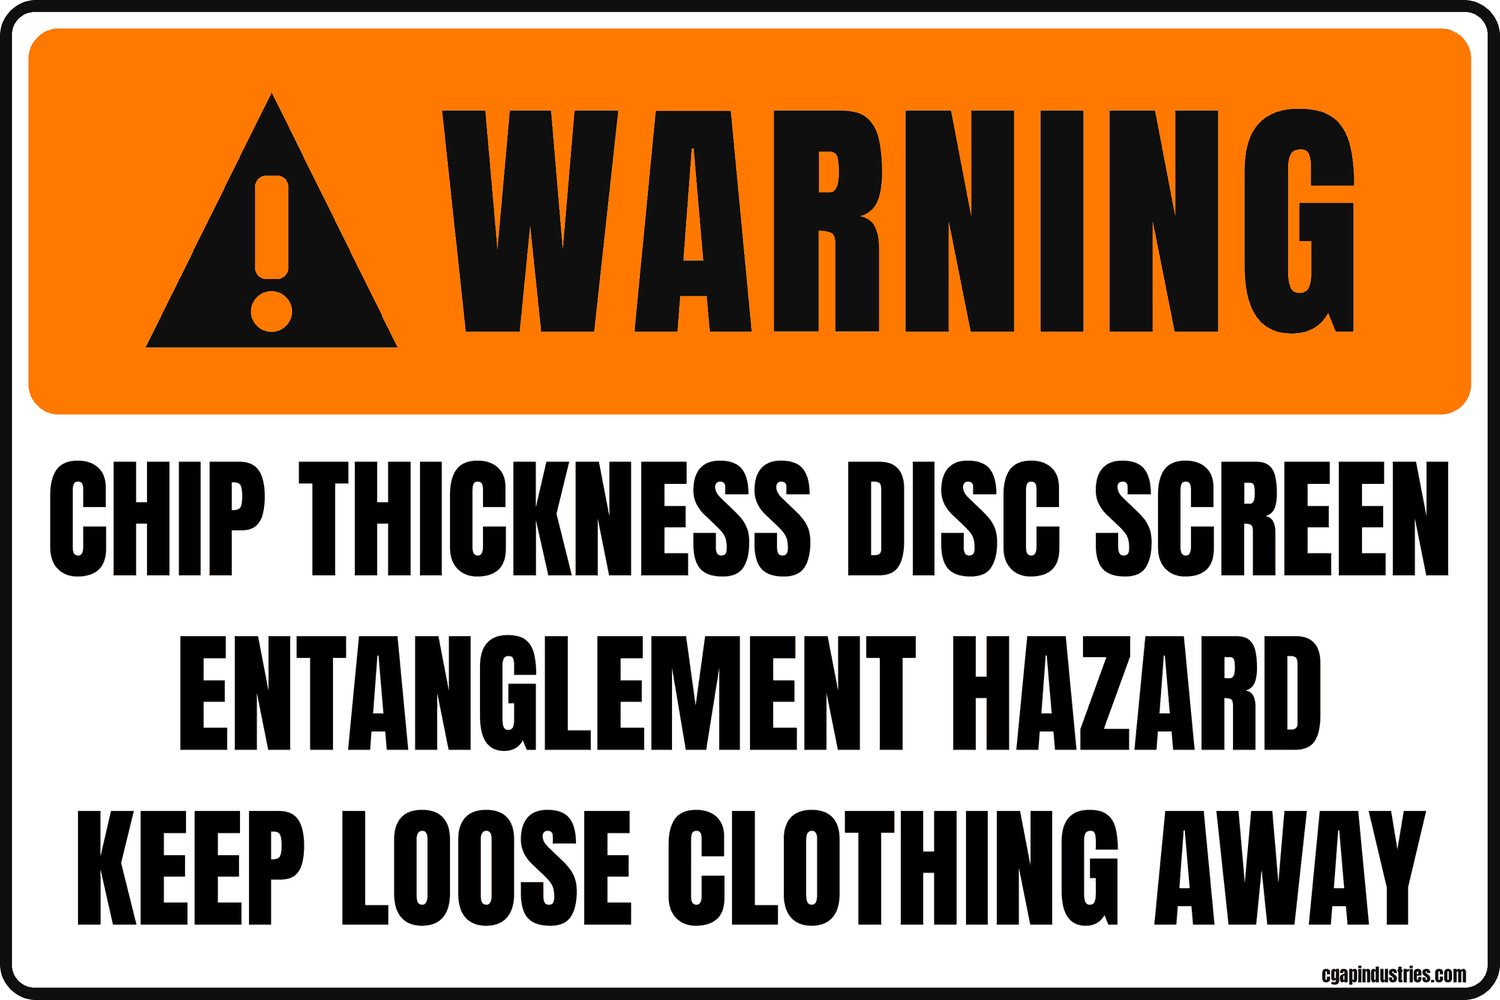 WARNING
CHIP THICKNESS DISC SCREEN
ENTANGLEMENT HAZARD
KEEP LOOSE CLOTHING AWAY
cgapindustries.com